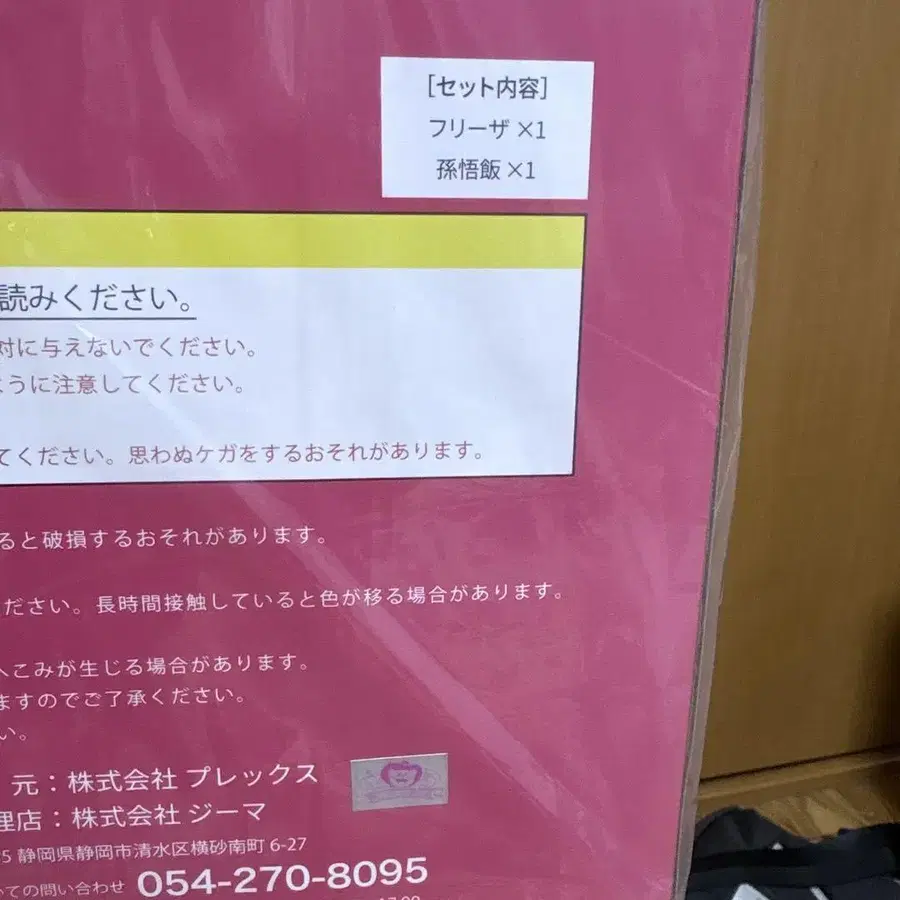 [セット内容]
フリーザ ×1
孫悟飯 ×1
読みください。
対に与えないでください。
ように注意してください。
てください。思わぬケガをするおそれがあります。
ると破損するおそれがあります。
ださい。長時間接触していると色が移る場合があります。
へこみが生じる場合があります。
ますのでご了承ください。
い。
元：株式会社 プレックス
理店：株式会社 ジーマ
5 静岡県静岡市清水区横砂南町 6-27
いての問い合わせ 054-270-8095